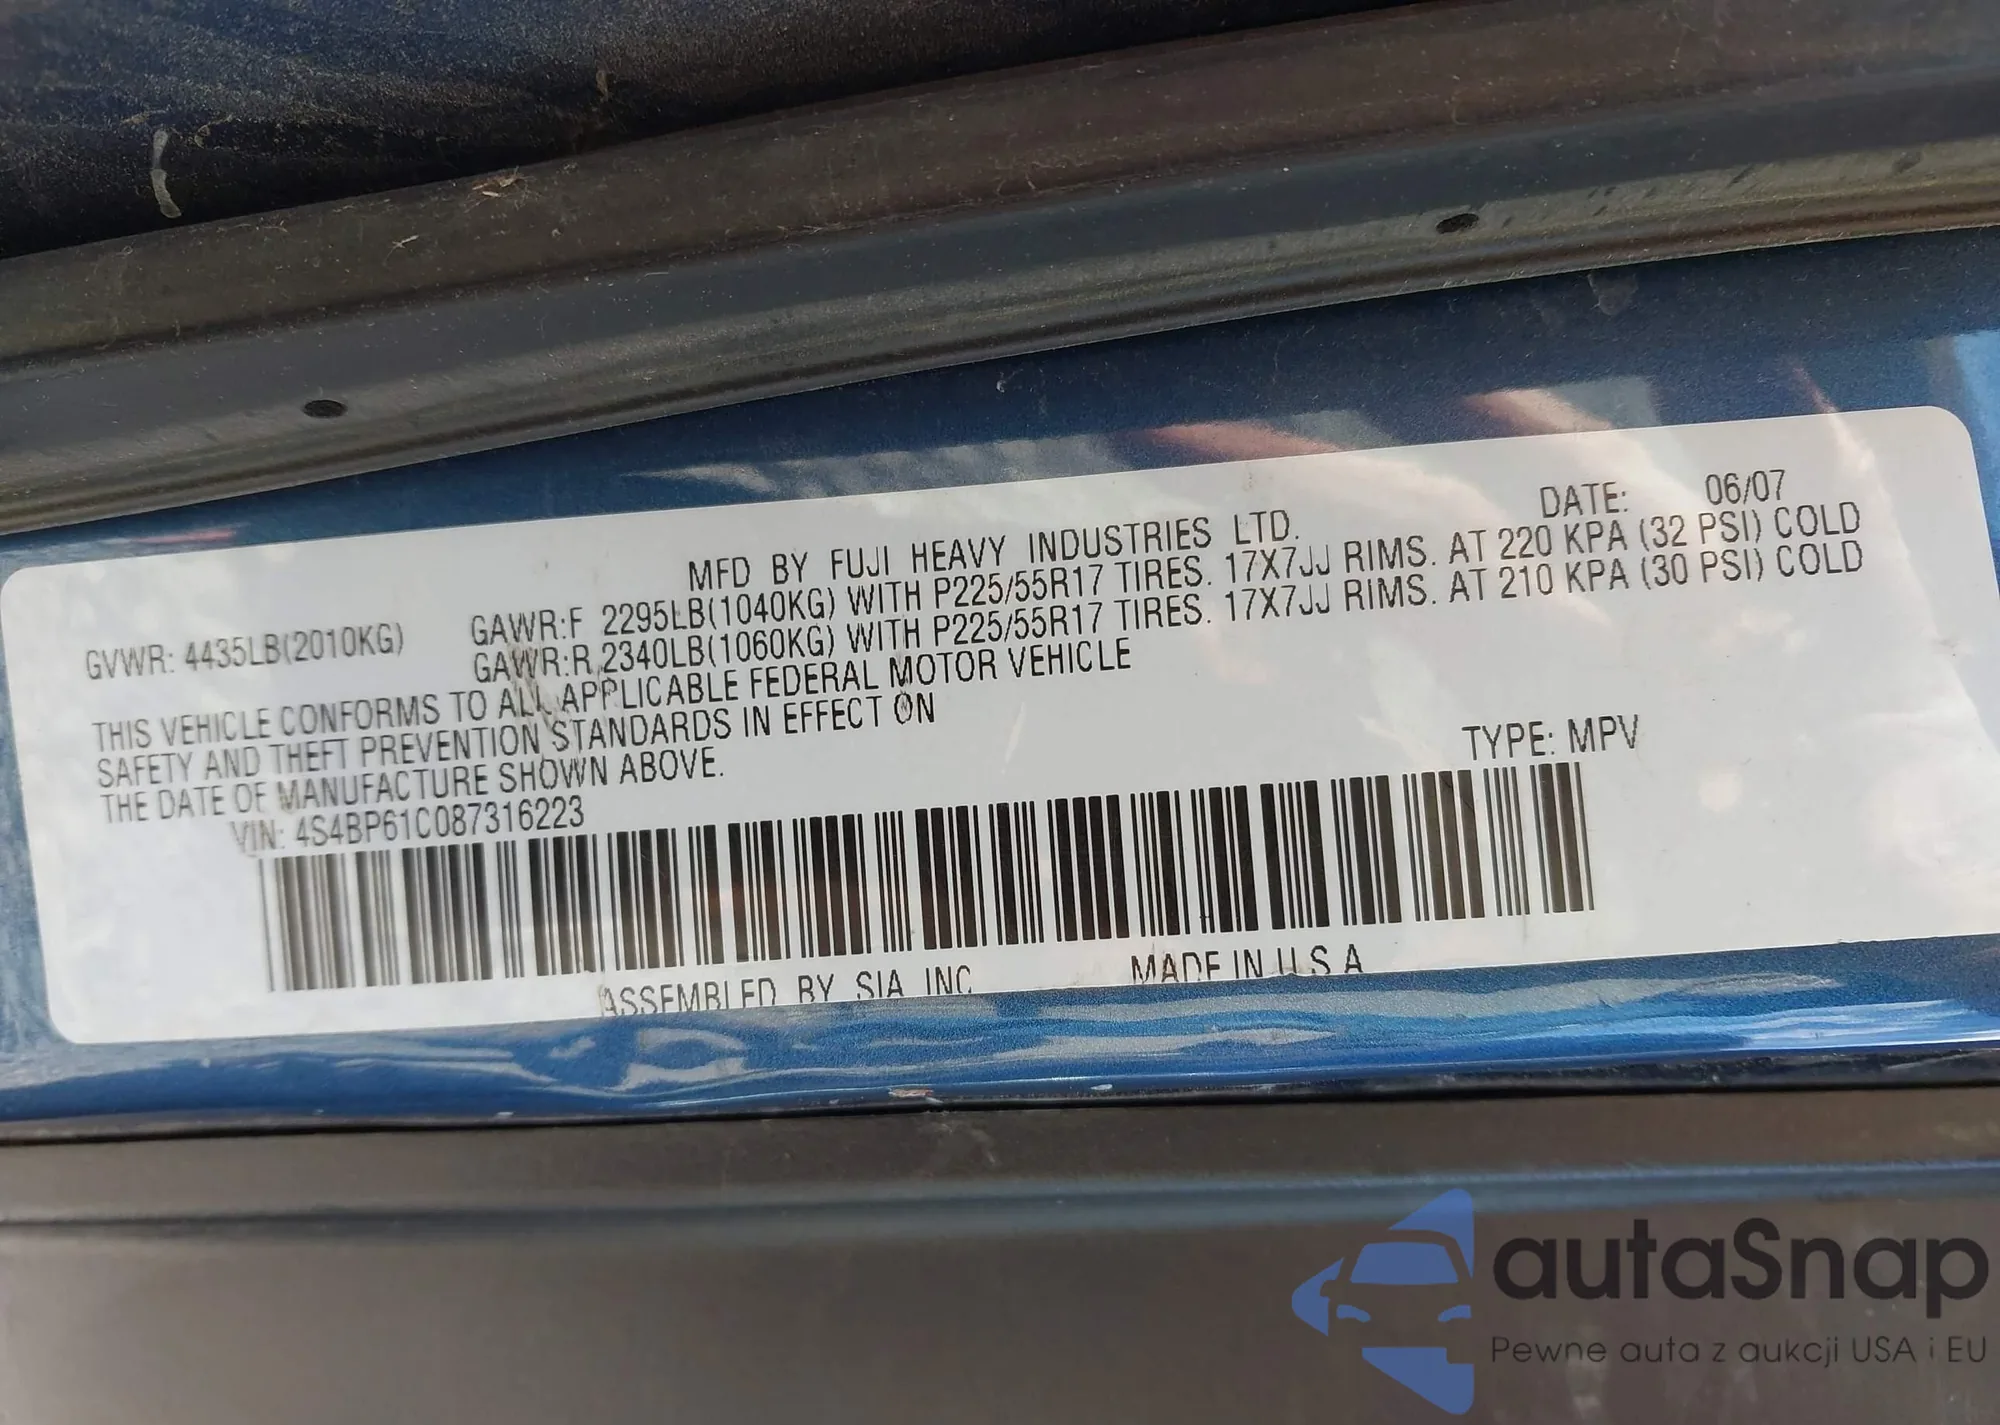 MFD BY FUJI HEAVY INDUSTRIES LTD. DATE: 06/07
GVWR: 4435LB(2010KG) GAWR:F 2295LB(1040KG) WITH P225/55R17 TIRES. 17X7JJ RIMS. AT 220 KPA (32 PSI) COLD
GAWR:R 2340LB(1060KG) WITH P225/55R17 TIRES. 17X7JJ RIMS. AT 210 KPA (30 PSI) COLD
THIS VEHICLE CONFORMS TO ALL APPLICABLE FEDERAL MOTOR VEHICLE
SAFETY AND THEFT PREVENTION STANDARDS IN EFFECT ON
THE DATE OF MANUFACTURE SHOWN ABOVE.
VIN: 4S4BP61C087316223 TYPE: MPV
ASSEMBLED BY SIA INC MADE IN U.S.A
autaSnap
Pewne auta z aukcji USA i EU